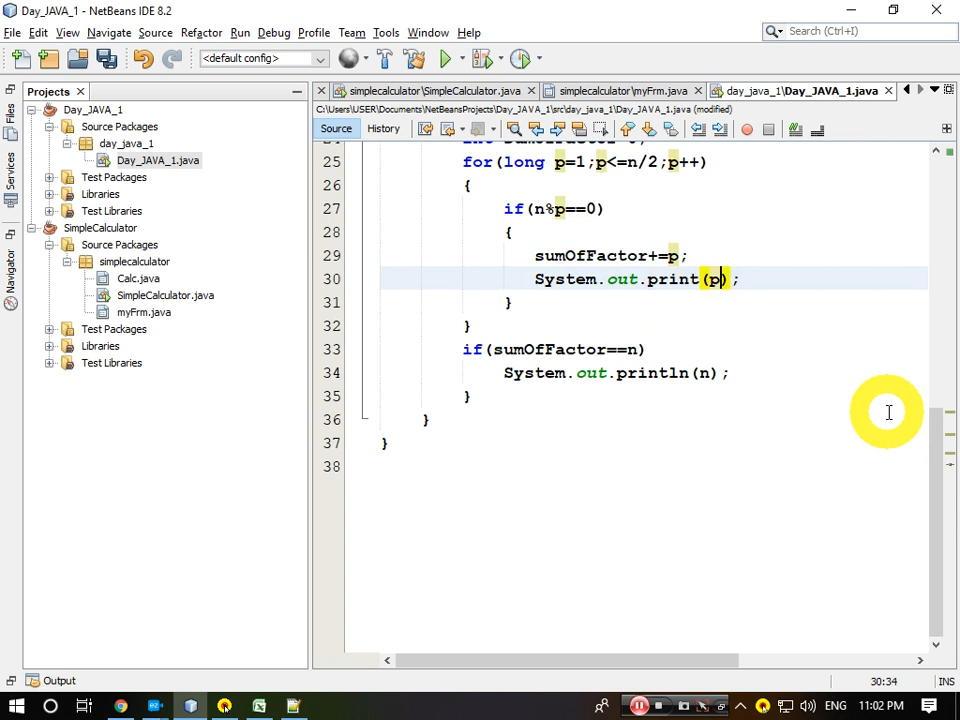 Day_JAVA_1 - NetBeans IDE 8.2
File Edit View Navigate Source Refactor Run Debug Profile Team Tools Window Help
Search (Ctrl+I)
<default config>
Projects
simplecalculator\SimpleCalculator.java
simplecalculator\myFrm.java
day_java_1\Day_JAVA_1.java
C:\Users\USER\Documents\NetBeansProjects\Day_JAVA_1\src\day_java_1\Day_JAVA_1.java (modified)
Source History
Files
Services
Navigator
Day_JAVA_1
Source Packages
day_java_1
Day_JAVA_1.java
Test Packages
Libraries
Test Libraries
SimpleCalculator
Source Packages
simplecalculator
Calc.java
SimpleCalculator.java
myFrm.java
Test Packages
Libraries
Test Libraries
25 for(long p=1;p<=n/2;p++)
26 {
27 if(n%p==0)
28 {
29 sumOfFactor+=p;
30 System.out.print(p);
31 }
32 }
33 if(sumOfFactor==n)
34 System.out.println(n);
35 }
36 }
37 }
38
Output
30:34 INS
ENG 11:02 PM